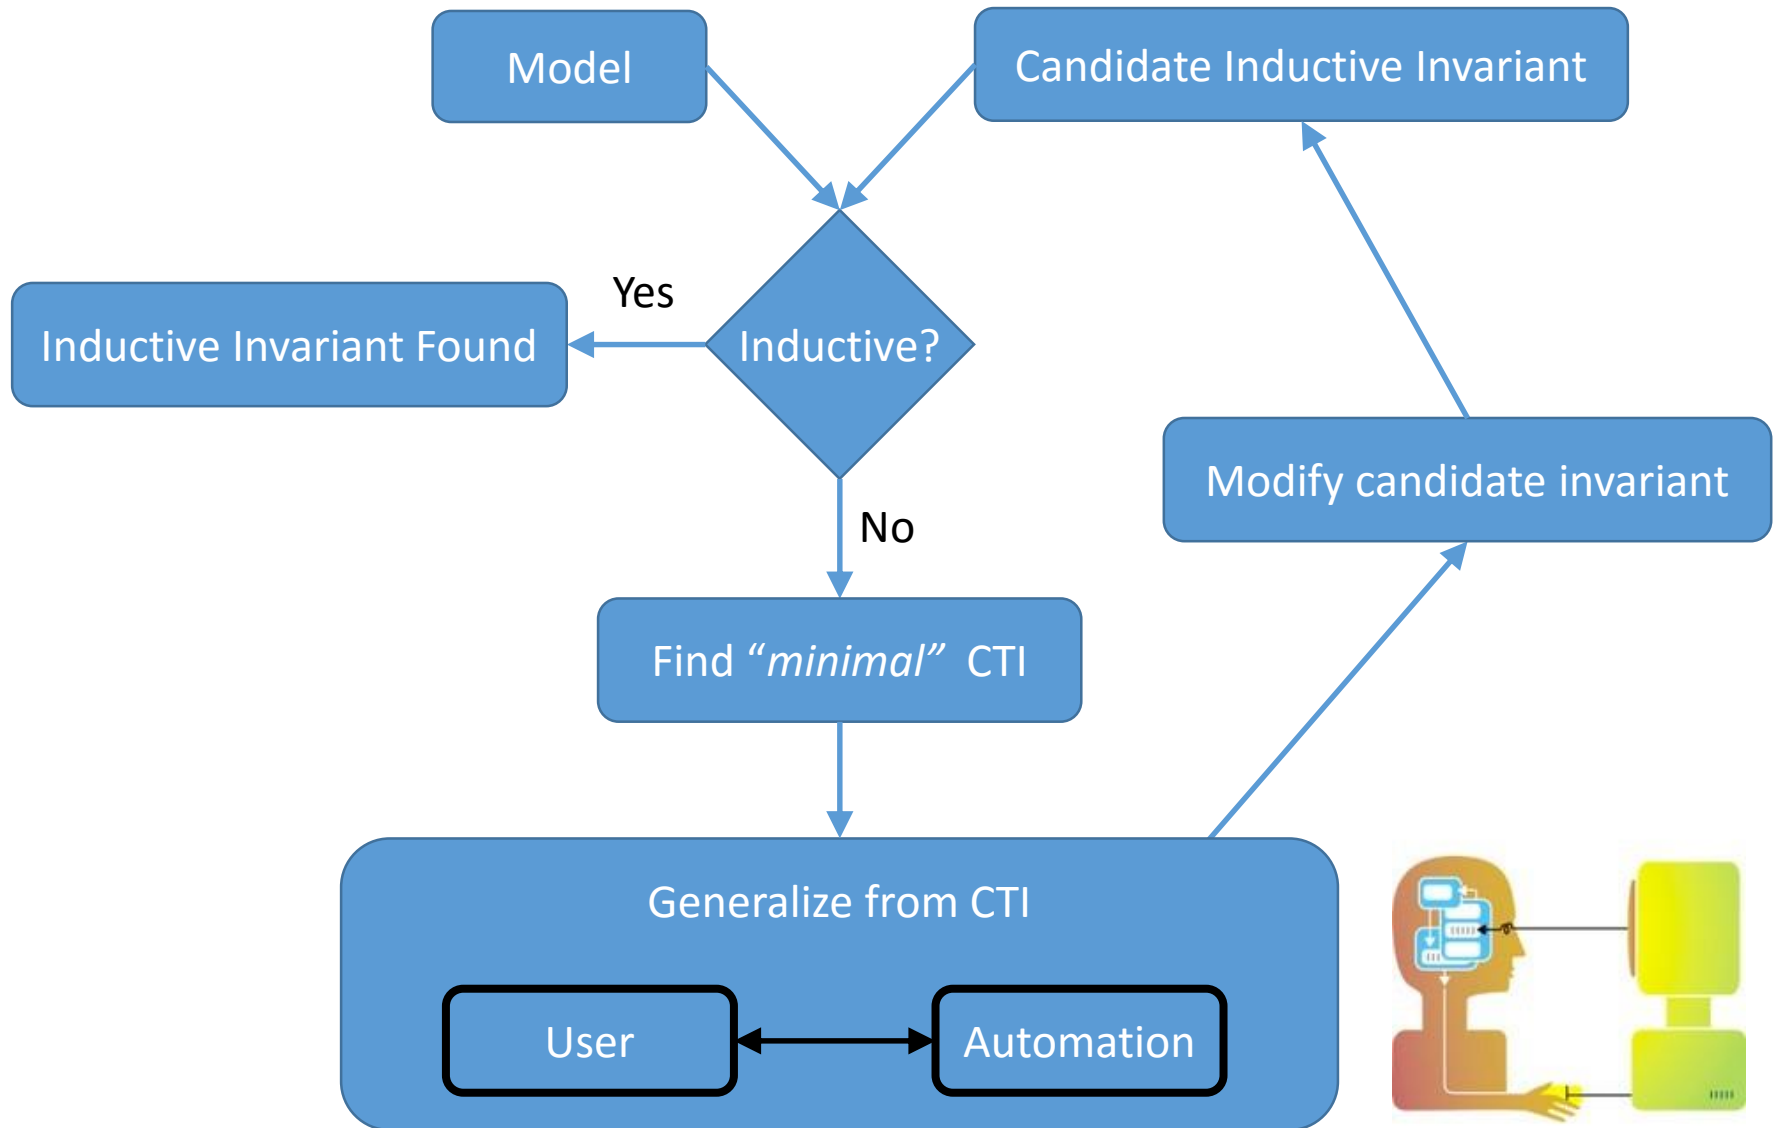 Model
Candidate Inductive Invariant
Yes
Inductive Invariant Found
Inductive?
Modify candidate invariant
No
Find “minimal” CTI
Generalize from CTI
User
Automation